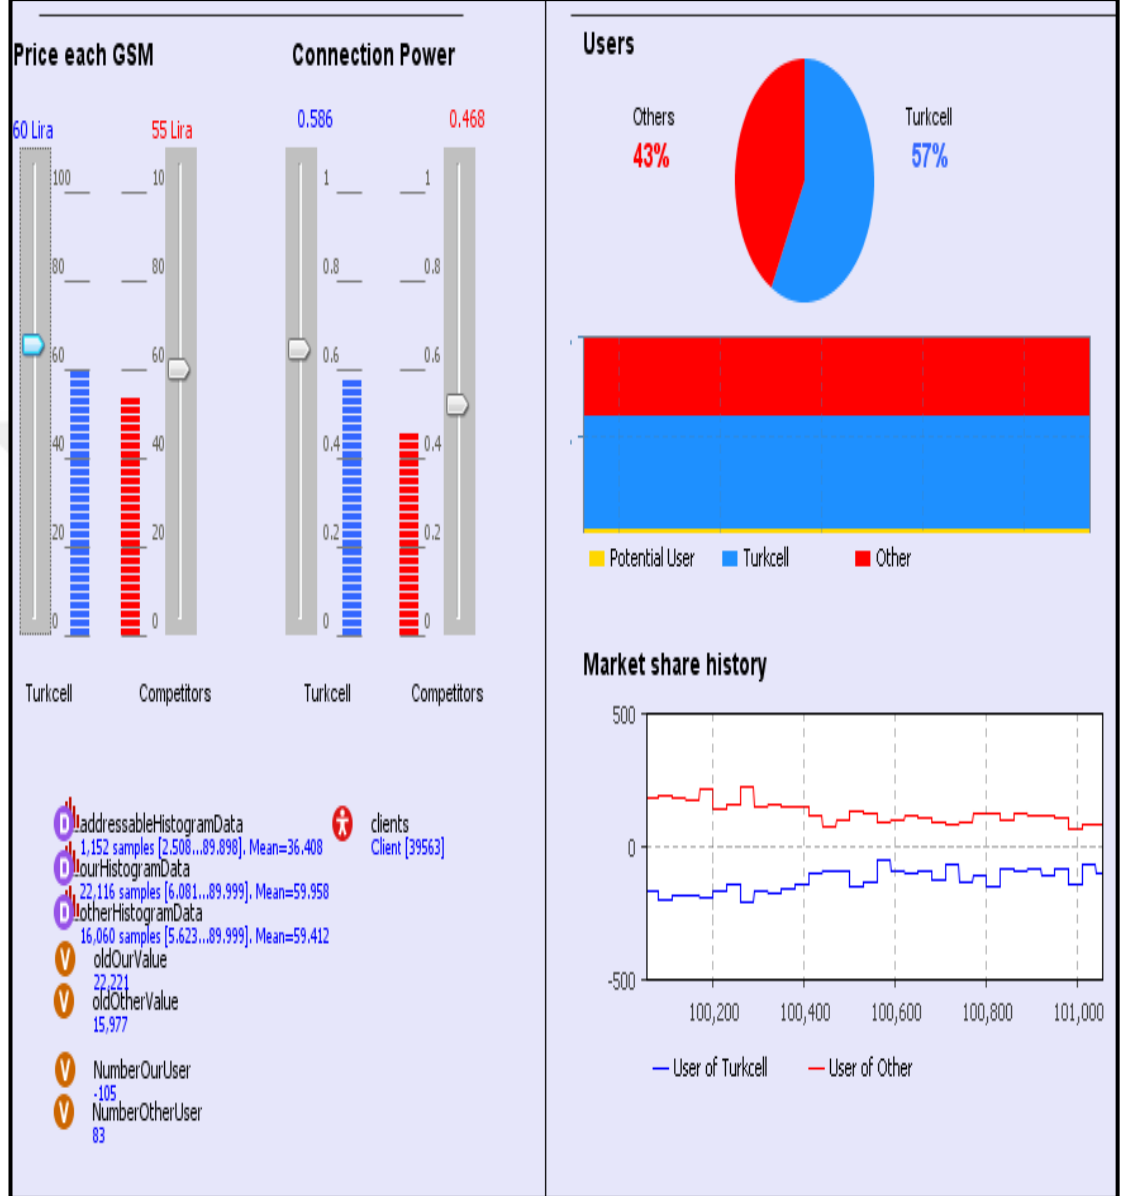 Price each GSM
Connection Power
60 Lira
55 Lira
0.586
0.468
100
80
60
40
20
0
10
80
60
40
20
0
1
0.8
0.6
0.4
0.2
0
1
0.8
0.6
0.4
0.2
0
Turkcell
Competitors
Turkcell
Competitors
addressableHistogramData
1,152 samples [2.508...89.898]. Mean=36.408
ourHistogramData
22,116 samples [6.081...89.999]. Mean=59.958
otherHistogramData
16,060 samples [5.623...89.999]. Mean=59.412
V oldOurValue
22,221
V oldOtherValue
15,977
V NumberOurUser
-105
V NumberOtherUser
83
clients
Client [39563]
Users
Others
43%
Turkcell
57%
Potential User
Turkcell
Other
Market share history
500
0
-500
100,200
100,400
100,600
100,800
101,000
User of Turkcell
User of Other